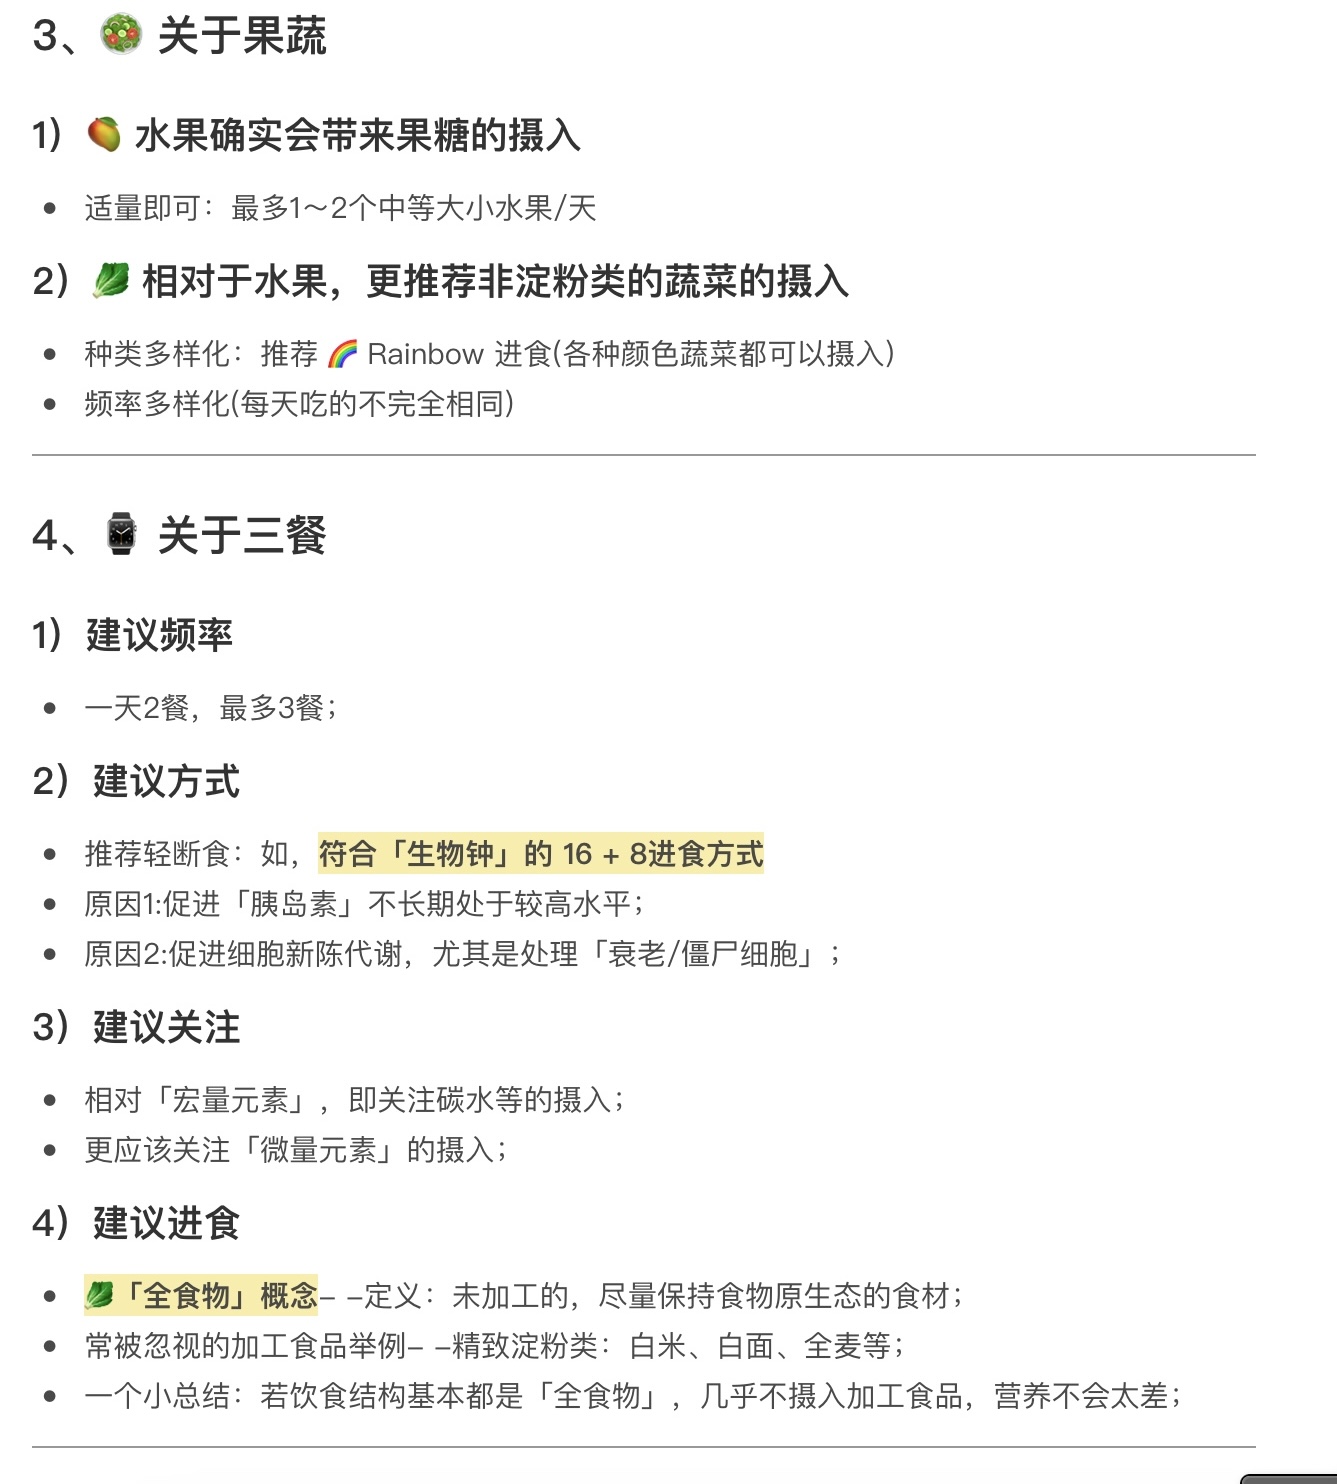 3、🥗 关于果蔬
1）🥭 水果确实会带来果糖的摄入
• 适量即可：最多1～2个中等大小水果/天
2）🥬 相对于水果，更推荐非淀粉类的蔬菜的摄入
• 种类多样化：推荐 🌈 Rainbow 进食(各种颜色蔬菜都可以摄入)
• 频率多样化(每天吃的不完全相同)
4、⌚ 关于三餐
1）建议频率
• 一天2餐，最多3餐；
2）建议方式
• 推荐轻断食：如，符合「生物钟」的 16 + 8进食方式
• 原因1:促进「胰岛素」不长期处于较高水平；
• 原因2:促进细胞新陈代谢，尤其是处理「衰老/僵尸细胞」；
3）建议关注
• 相对「宏量元素」，即关注碳水等的摄入；
• 更应该关注「微量元素」的摄入；
4）建议进食
• 🥬「全食物」概念– –定义：未加工的，尽量保持食物原生态的食材；
• 常被忽视的加工食品举例– –精致淀粉类：白米、白面、全麦等；
• 一个小总结：若饮食结构基本都是「全食物」，几乎不摄入加工食品，营养不会太差；